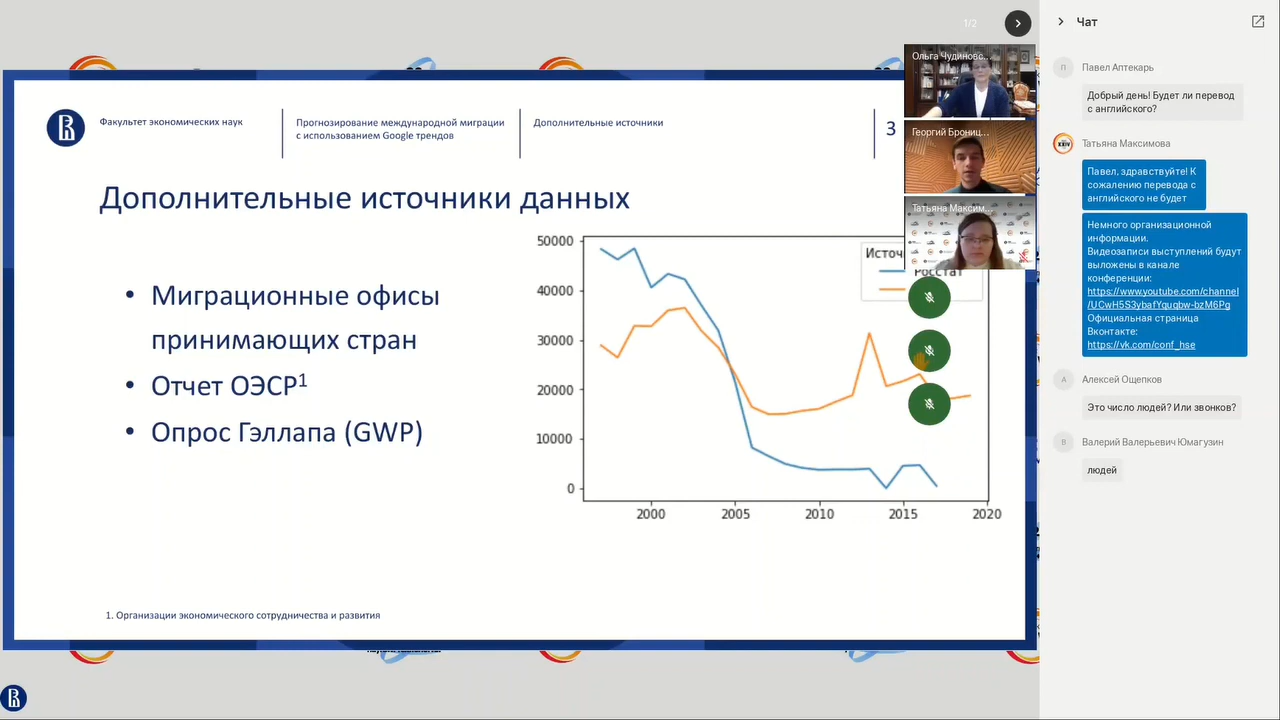 1/2
Чат
Ольга Чудиновс...
Георгий Брониц...
Татьяна Максим...
Факультет экономических наук
Прогнозирование международной миграции
с использованием Google трендов
Дополнительные источники
3
Дополнительные источники данных
• Миграционные офисы
принимающих стран
• Отчет ОЭСР¹
• Опрос Гэллапа (GWP)
50000
40000
30000
20000
10000
0
2000
2005
2010
2015
2020
Росстат
1. Организации экономического сотрудничества и развития
П
Павел Аптекарь
Добрый день! Будет ли перевод
с английского?
XXIV
Татьяна Максимова
Павел, здравствуйте! К
сожалению перевода с
английского не будет
Немного организационной
информации.
Видеозаписи выступлений будут
выложены в канале
конференции:
https://www.youtube.com/channel
/UCwH5S3ybafYquqbw-bzM6Pg
Официальная страница
Вконтакте:
https://vk.com/conf_hse
А
Алексей Ощепков
Это число людей? Или звонков?
В
Валерий Валерьевич Юмагузин
людей